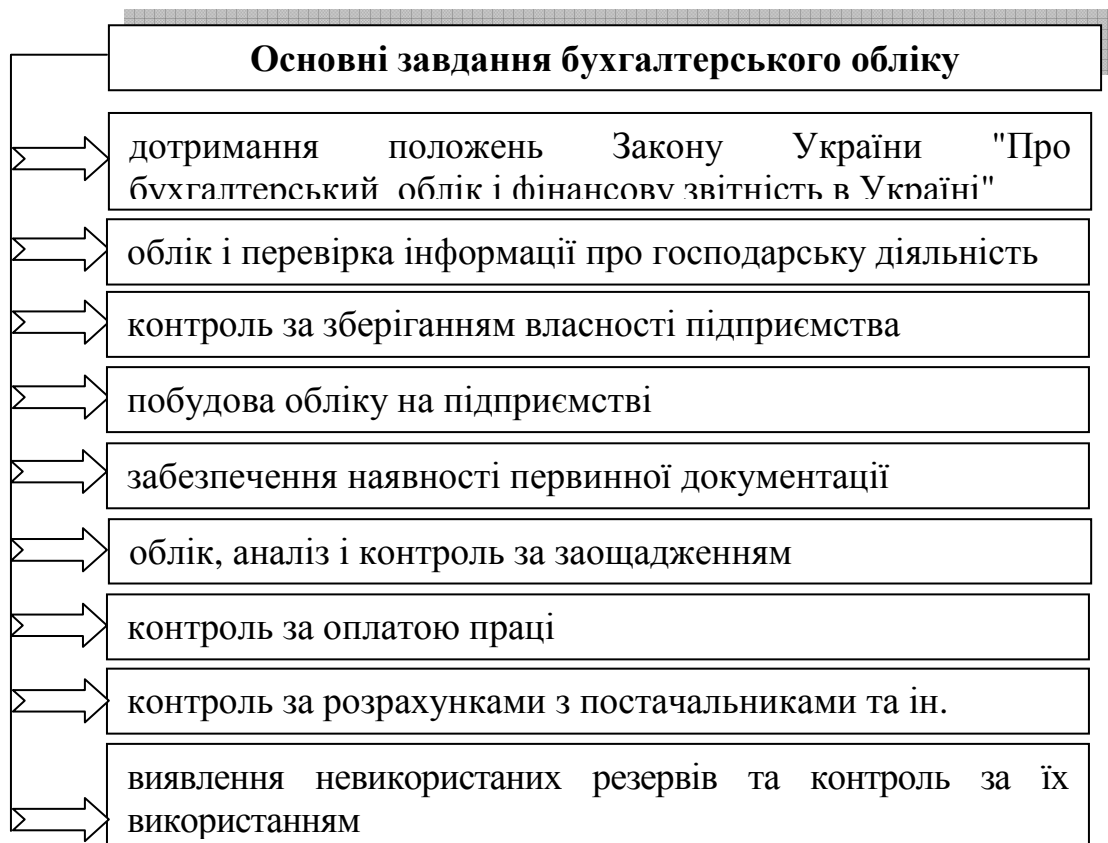 Основні завдання бухгалтерського обліку
дотримання положень Закону України "Про
бухгалтерський облік і фінансову звітність в Україні"
облік і перевірка інформації про господарську діяльність
контроль за зберіганням власності підприємства
побудова обліку на підприємстві
забезпечення наявності первинної документації
облік, аналіз і контроль за заощадженням
контроль за оплатою праці
контроль за розрахунками з постачальниками та ін.
виявлення невикористаних резервів та контроль за їх
використанням